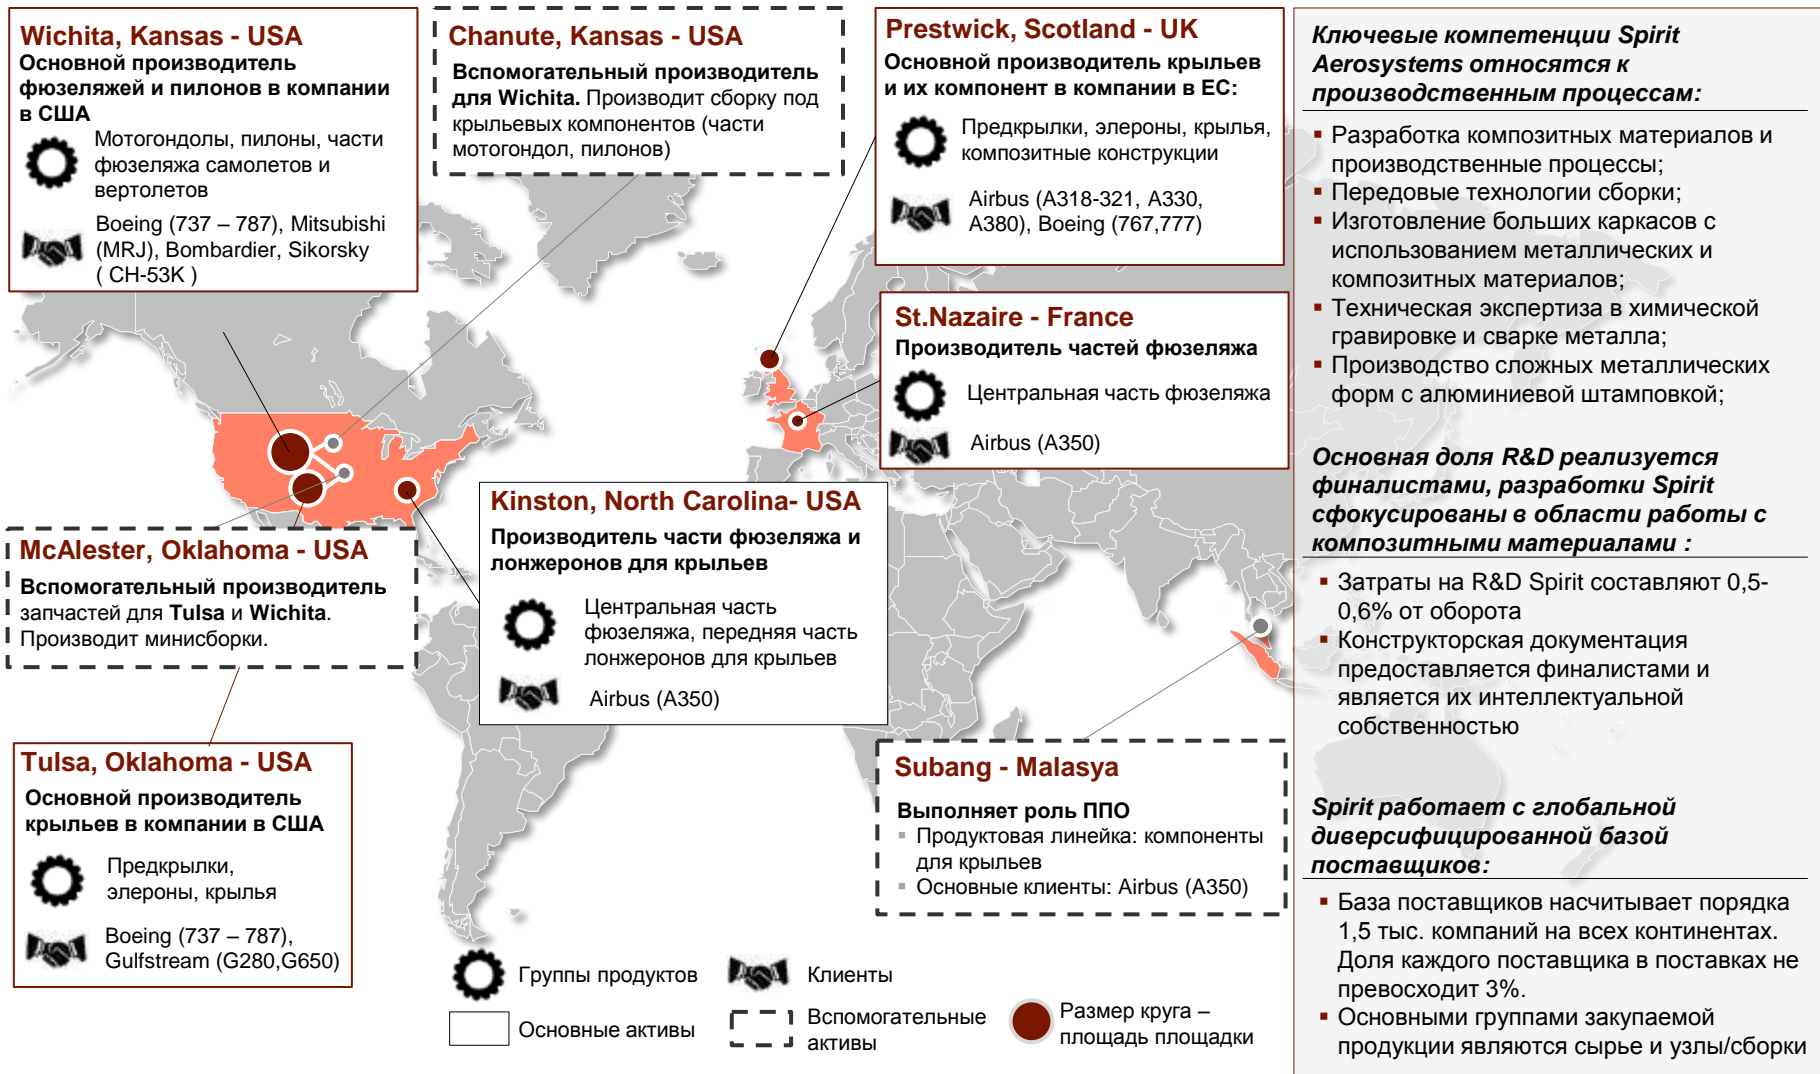 Wichita, Kansas - USA
Основной производитель
фюзеляжей и пилонов в компании
в США
Мотогондолы, пилоны, части
фюзеляжа самолетов и
вертолетов
Boeing (737 – 787), Mitsubishi
(MRJ), Bombardier, Sikorsky
( CH-53K )
Chanute, Kansas - USA
Вспомогательный производитель
для Wichita. Производит сборку под
крыльевых компонентов (части
мотогондол, пилонов)
Prestwick, Scotland - UK
Основной производитель крыльев
и их компонент в компании в ЕС:
Предкрылки, элероны, крылья,
композитные конструкции
Airbus (A318-321, A330,
A380), Boeing (767,777)
St.Nazaire - France
Производитель частей фюзеляжа
Центральная часть фюзеляжа
Airbus (A350)
Kinston, North Carolina- USA
Производитель части фюзеляжа и
лонжеронов для крыльев
Центральная часть
фюзеляжа, передняя часть
лонжеронов для крыльев
Airbus (A350)
McAlester, Oklahoma - USA
Вспомогательный производитель
запчастей для Tulsa и Wichita.
Производит минисборки.
Tulsa, Oklahoma - USA
Основной производитель
крыльев в компании в США
Предкрылки,
элероны, крылья
Boeing (737 – 787),
Gulfstream (G280,G650)
Subang - Malasya
Выполняет роль ППО
▪ Продуктовая линейка: компоненты
для крыльев
▪ Основные клиенты: Airbus (A350)
Группы продуктов
Клиенты
Основные активы
Вспомогательные
активы
Размер круга –
площадь площадки
Ключевые компетенции Spirit
Aerosystems относятся к
производственным процессам:
▪ Разработка композитных материалов и
производственные процессы;
▪ Передовые технологии сборки;
▪ Изготовление больших каркасов с
использованием металлических и
композитных материалов;
▪ Техническая экспертиза в химической
гравировке и сварке металла;
▪ Производство сложных металлических
форм с алюминиевой штамповкой;
Основная доля R&D реализуется
финалистами, разработки Spirit
сфокусированы в области работы с
композитными материалами :
▪ Затраты на R&D Spirit составляют 0,5-
0,6% от оборота
▪ Конструкторская документация
предоставляется финалистами и
является их интеллектуальной
собственностью
Spirit работает с глобальной
диверсифицированной базой
поставщиков:
▪ База поставщиков насчитывает порядка
1,5 тыс. компаний на всех континентах.
Доля каждого поставщика в поставках не
превосходит 3%.
▪ Основными группами закупаемой
продукции являются сырье и узлы/сборки